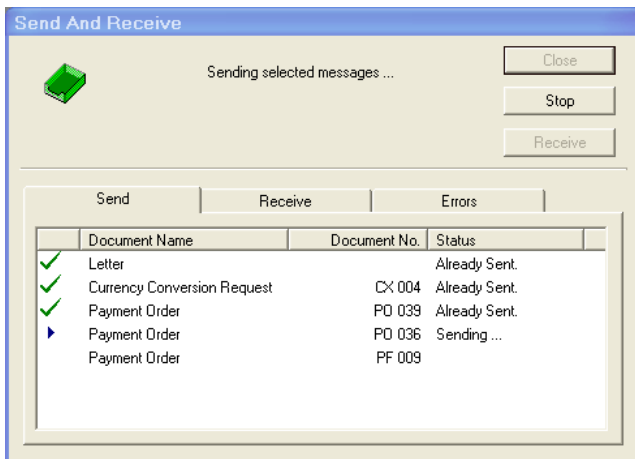 Send And Receive
Sending selected messages ...
Close
Stop
Receive
Send Receive Errors
Document Name Document No. Status
Letter Already Sent.
Currency Conversion Request CX 004 Already Sent.
Payment Order PO 039 Already Sent.
Payment Order PO 036 Sending ...
Payment Order PF 009